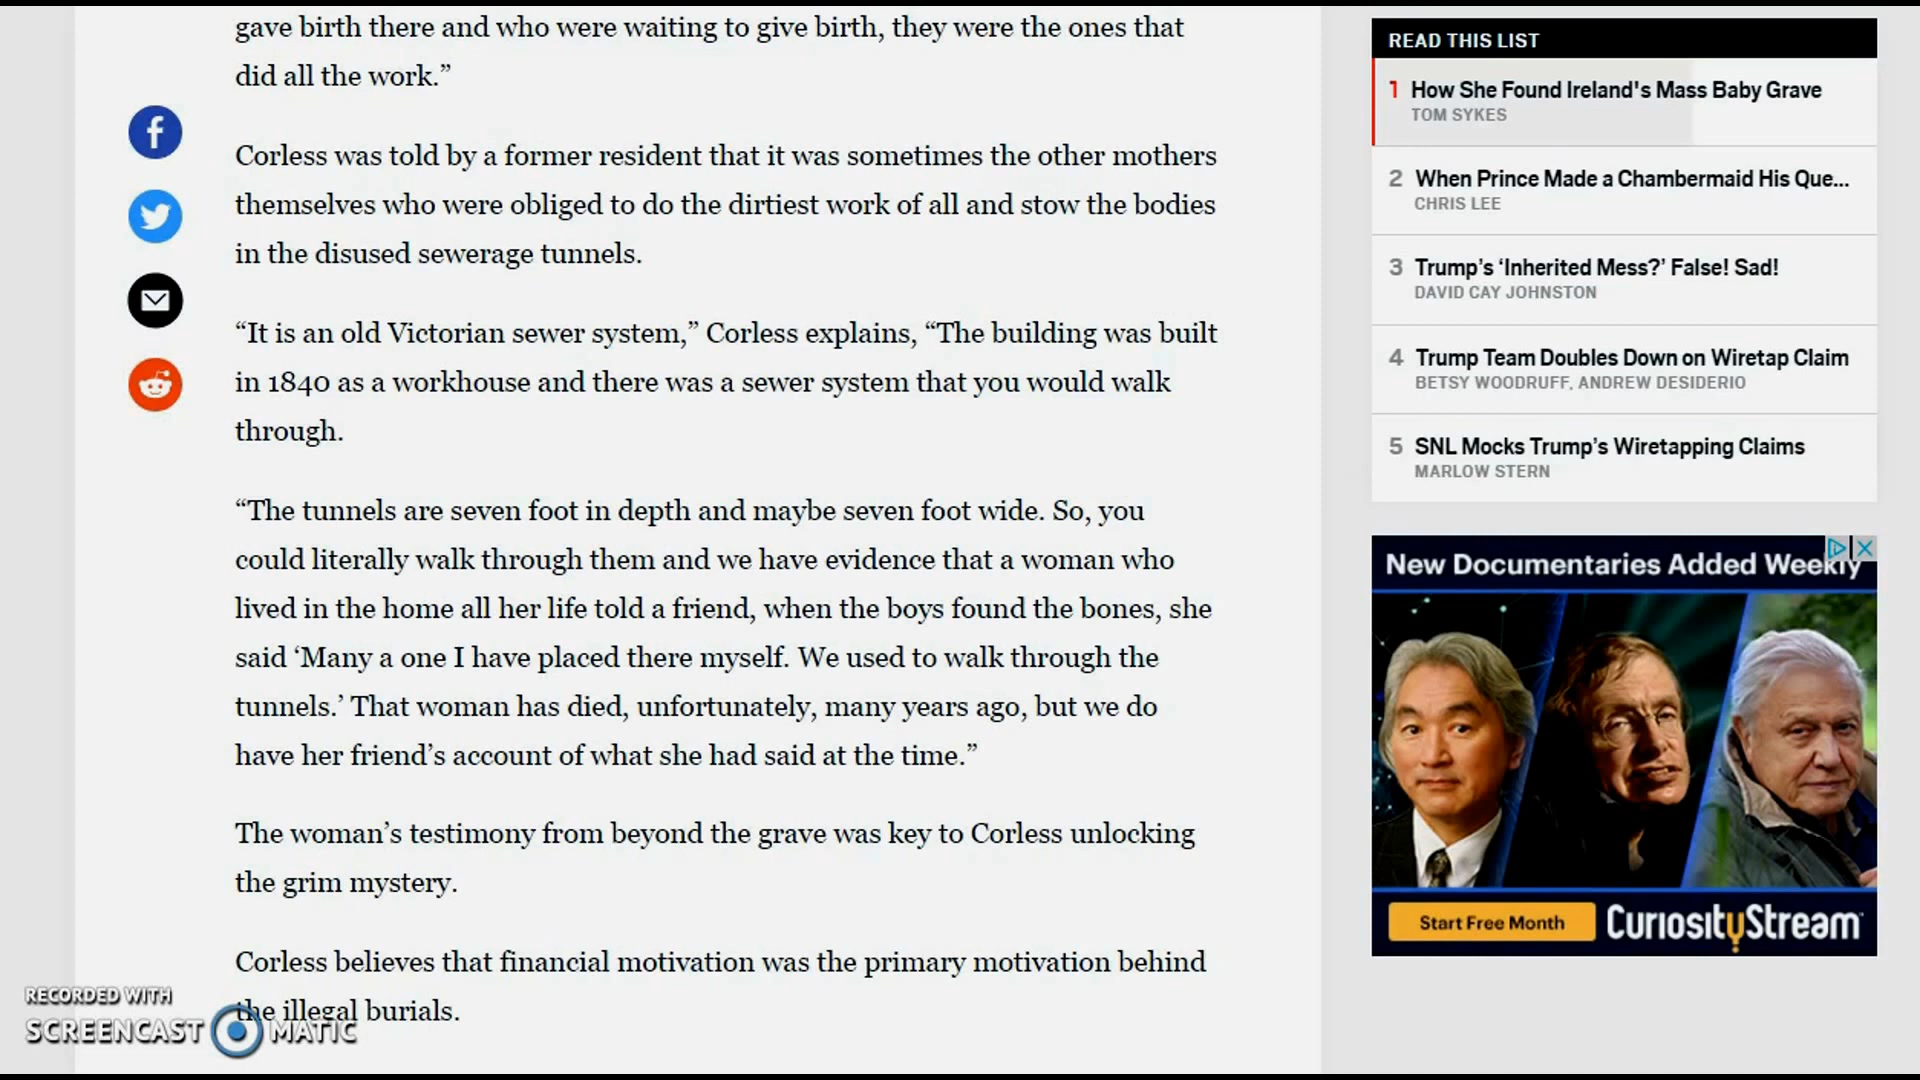 gave birth there and who were waiting to give birth, they were the ones that
did all the work.”
Corless was told by a former resident that it was sometimes the other mothers
themselves who were obliged to do the dirtiest work of all and stow the bodies
in the disused sewerage tunnels.
“It is an old Victorian sewer system,” Corless explains, “The building was built
in 1840 as a workhouse and there was a sewer system that you would walk
through.
“The tunnels are seven foot in depth and maybe seven foot wide. So, you
could literally walk through them and we have evidence that a woman who
lived in the home all her life told a friend, when the boys found the bones, she
said ‘Many a one I have placed there myself. We used to walk through the
tunnels.’ That woman has died, unfortunately, many years ago, but we do
have her friend’s account of what she had said at the time.”
The woman’s testimony from beyond the grave was key to Corless unlocking
the grim mystery.
Corless believes that financial motivation was the primary motivation behind
the illegal burials.
RECORDED WITH
SCREENCAST MATIC
READ THIS LIST
1 How She Found Ireland's Mass Baby Grave
TOM SYKES
2 When Prince Made a Chambermaid His Que...
CHRIS LEE
3 Trump’s ‘Inherited Mess?’ False! Sad!
DAVID CAY JOHNSTON
4 Trump Team Doubles Down on Wiretap Claim
BETSY WOODRUFF, ANDREW DESIDERIO
5 SNL Mocks Trump’s Wiretapping Claims
MARLOW STERN
New Documentaries Added Weekly
Start Free Month
CuriosityStream